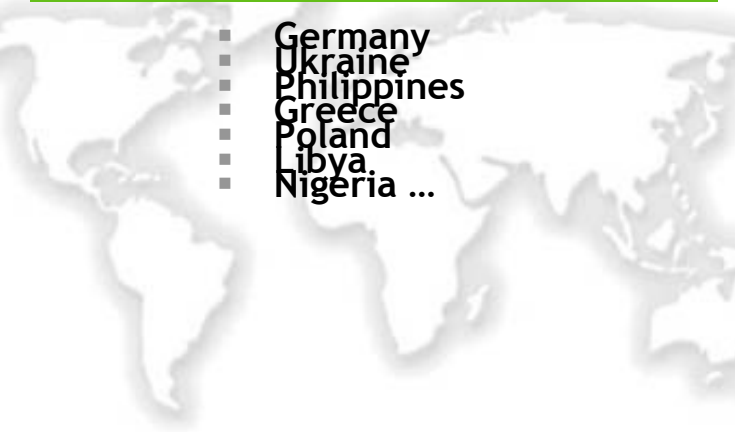 ▪ Germany
▪ Ukraine
▪ Philippines
▪ Greece
▪ Poland
▪ Libya
▪ Nigeria ...